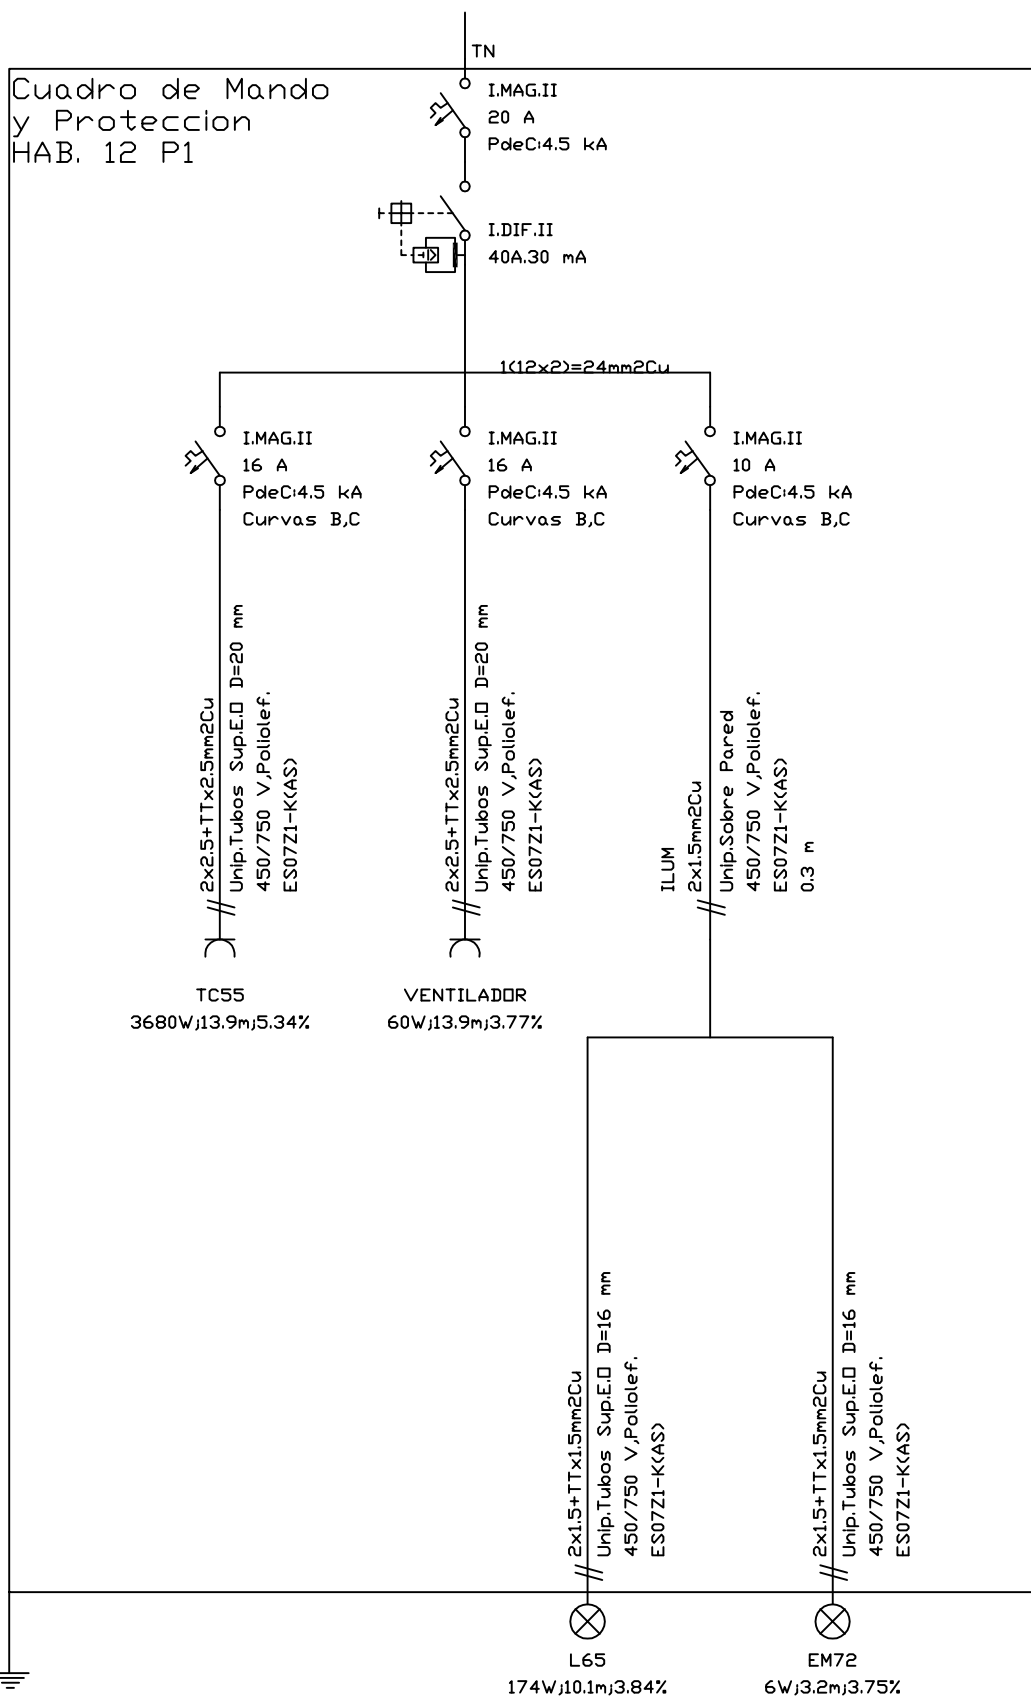 TN
Cuadro de Mando
y Proteccion
HAB. 12 P1
I.MAG.II
20 A
PdeC:4.5 kA
I.DIF.II
40A.30 mA
1(12x2)=24mm2Cu
I.MAG.II
16 A
PdeC:4.5 kA
Curvas B,C
I.MAG.II
16 A
PdeC:4.5 kA
Curvas B,C
I.MAG.II
10 A
PdeC:4.5 kA
Curvas B,C
2x2.5+TTx2.5mm2Cu
Unip.Tubos Sup.E.O D=20 mm
450/750 V,Poliolef.
ES07Z1-K(AS)
TC55
3680W;13.9m;5.34%
2x2.5+TTx2.5mm2Cu
Unip.Tubos Sup.E.O D=20 mm
450/750 V,Poliolef.
ES07Z1-K(AS)
VENTILADOR
60W;13.9m;3.77%
ILUM
2x1.5mm2Cu
Unip.Sobre Pared
450/750 V,Poliolef.
ES07Z1-K(AS)
0.3 m
2x1.5+TTx1.5mm2Cu
Unip.Tubos Sup.E.O D=16 mm
450/750 V,Poliolef.
ES07Z1-K(AS)
L65
174W;10.1m;3.84%
2x1.5+TTx1.5mm2Cu
Unip.Tubos Sup.E.O D=16 mm
450/750 V,Poliolef.
ES07Z1-K(AS)
EM72
6W;3.2m;3.75%